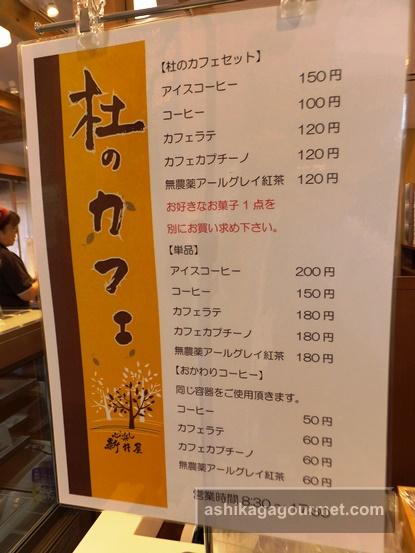 杜のカフェ
【杜のカフェセット】
アイスコーヒー 150円
コーヒー 100円
カフェラテ 120円
カフェカプチーノ 120円
無農薬アールグレイ紅茶 120円
お好きなお菓子1点を
別にお買い求め下さい。
【単品】
アイスコーヒー 200円
コーヒー 150円
カフェラテ 180円
カフェカプチーノ 180円
無農薬アールグレイ紅茶 180円
【おかわりコーヒー】
同じ容器をご使用頂きます。
コーヒー 50円
カフェラテ 60円
カフェカプチーノ 60円
無農薬アールグレイ紅茶 60円
営業時間 8:30
新井屋
ashikagagourmet.com